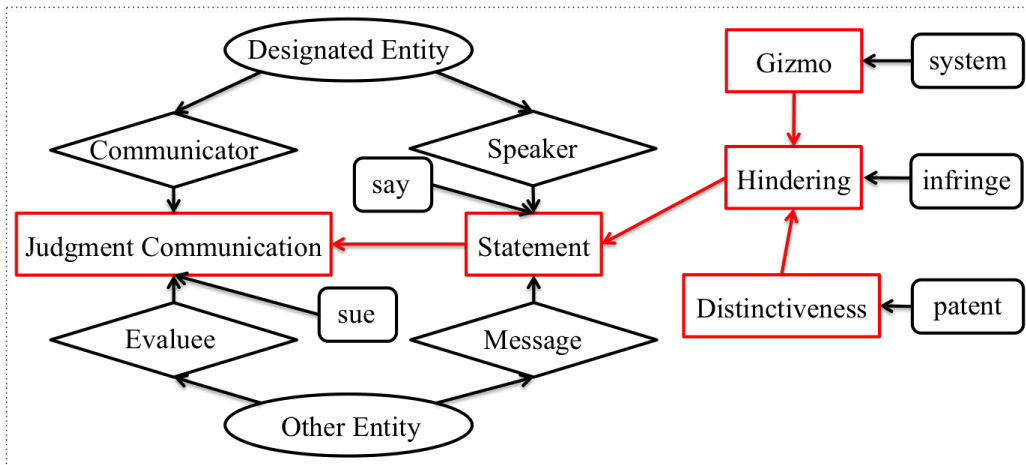 Designated Entity
Gizmo
system
Communicator
Speaker
say
Hindering
infringe
Judgment Communication
Statement
sue
Distinctiveness
patent
Evaluee
Message
Other Entity